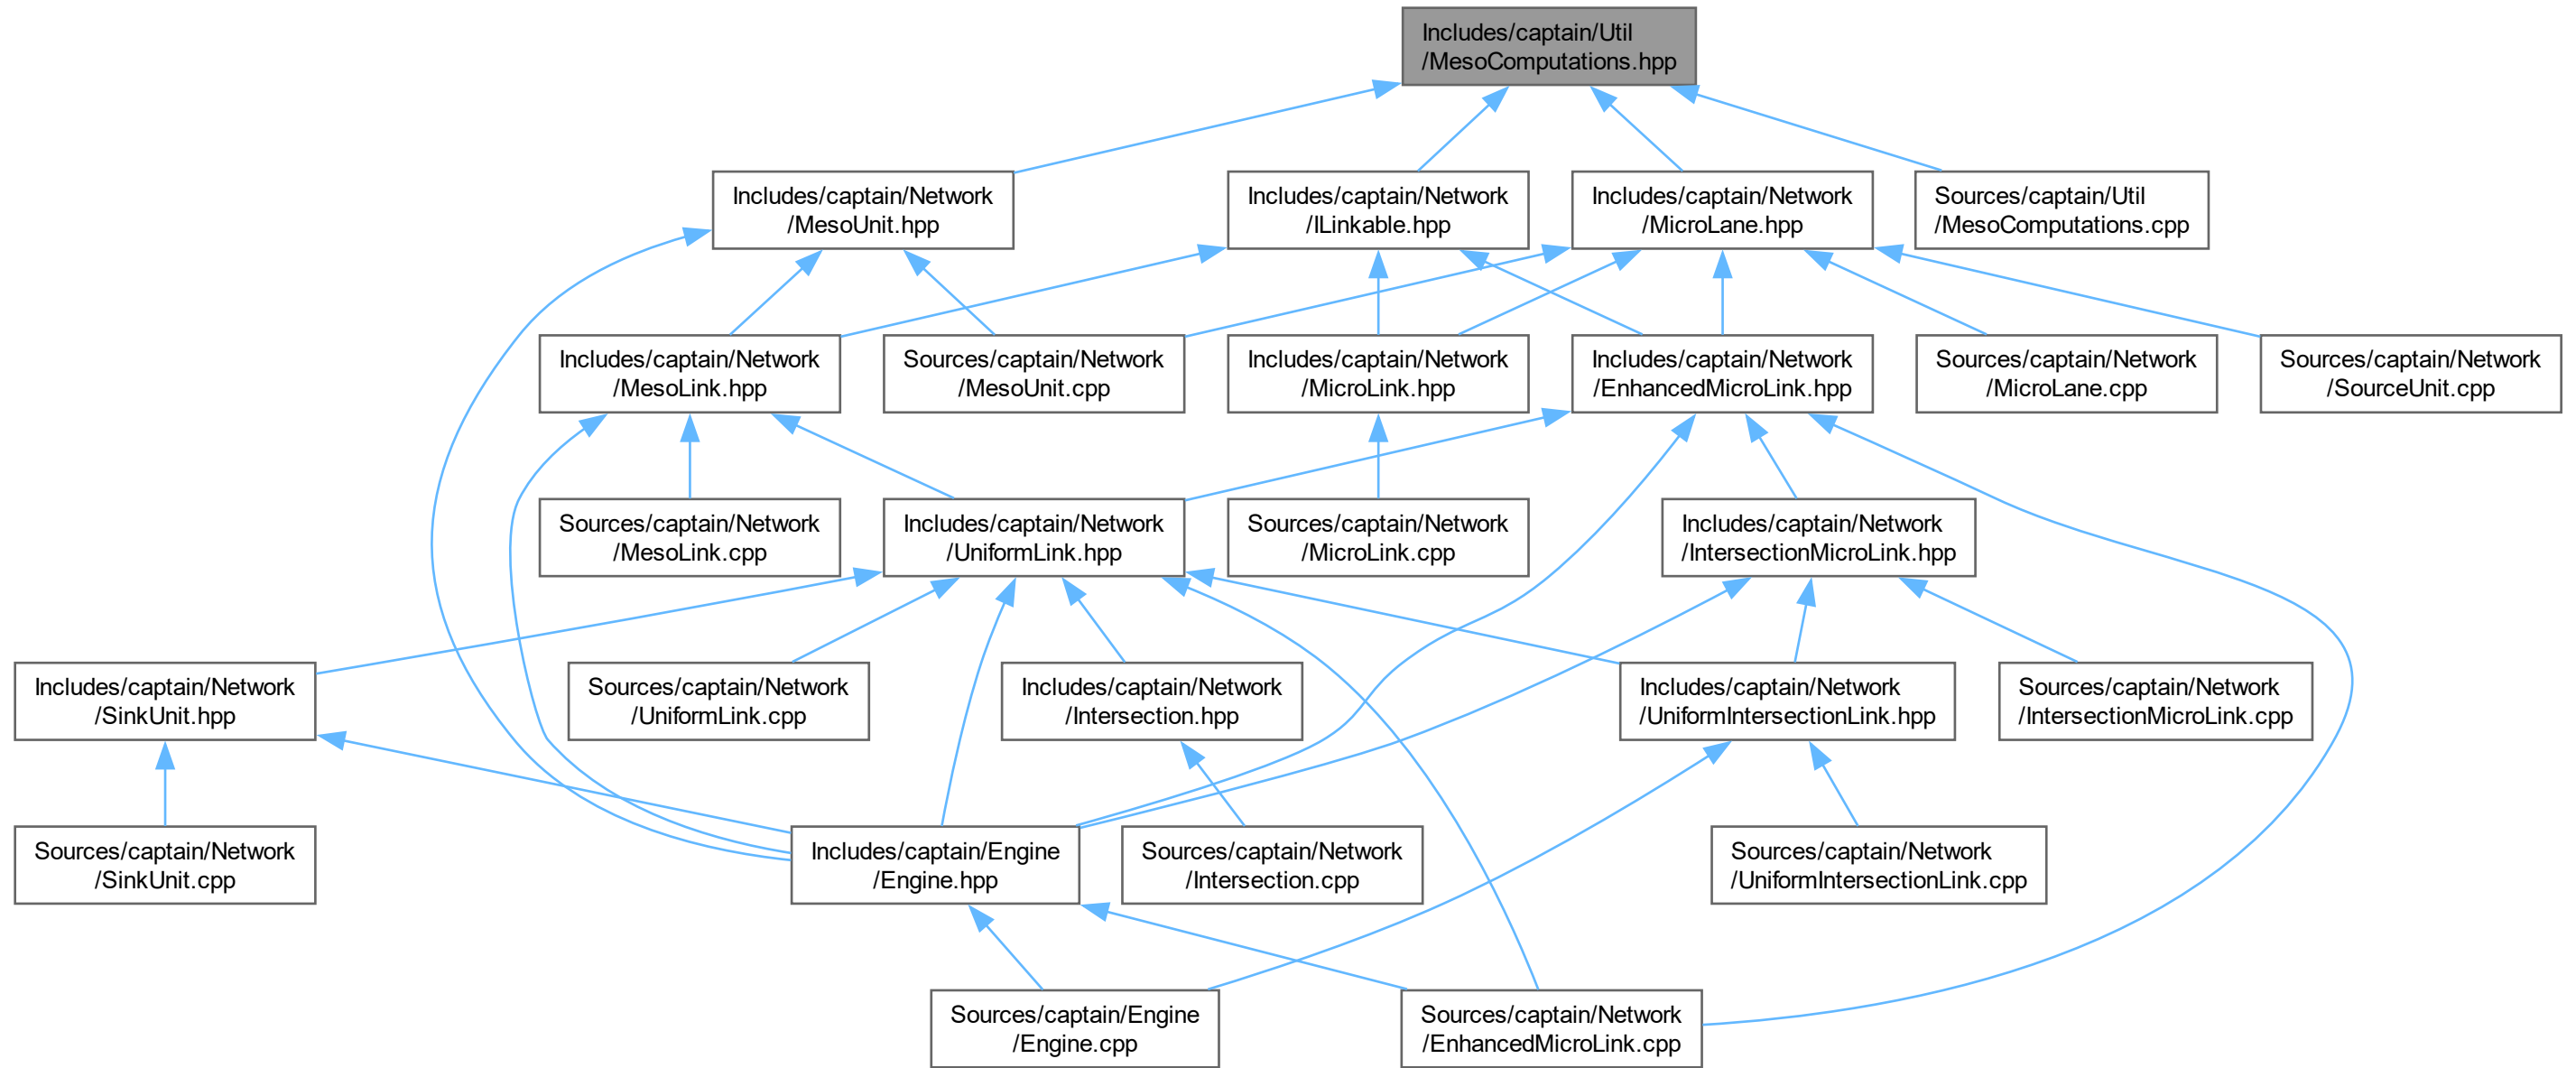 Includes/captain/Util
/MesoComputations.hpp
Includes/captain/Network
/MesoUnit.hpp
Includes/captain/Network
/ILinkable.hpp
Includes/captain/Network
/MicroLane.hpp
Sources/captain/Util
/MesoComputations.cpp
Includes/captain/Network
/MesoLink.hpp
Sources/captain/Network
/MesoUnit.cpp
Includes/captain/Network
/MicroLink.hpp
Includes/captain/Network
/EnhancedMicroLink.hpp
Sources/captain/Network
/MicroLane.cpp
Sources/captain/Network
/SourceUnit.cpp
Sources/captain/Network
/MesoLink.cpp
Includes/captain/Network
/UniformLink.hpp
Sources/captain/Network
/MicroLink.cpp
Includes/captain/Network
/IntersectionMicroLink.hpp
Includes/captain/Network
/SinkUnit.hpp
Sources/captain/Network
/UniformLink.cpp
Includes/captain/Network
/Intersection.hpp
Includes/captain/Network
/UniformIntersectionLink.hpp
Sources/captain/Network
/IntersectionMicroLink.cpp
Sources/captain/Network
/SinkUnit.cpp
Includes/captain/Engine
/Engine.hpp
Sources/captain/Network
/Intersection.cpp
Sources/captain/Network
/UniformIntersectionLink.cpp
Sources/captain/Engine
/Engine.cpp
Sources/captain/Network
/EnhancedMicroLink.cpp